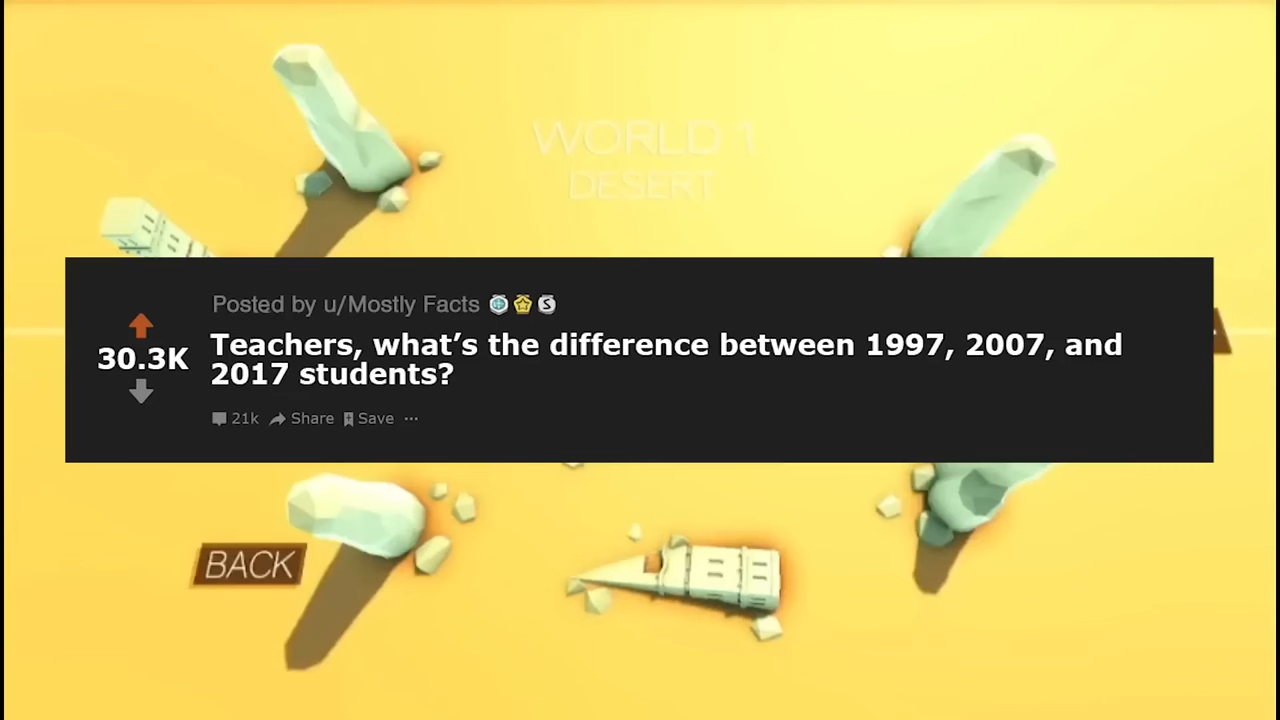 WORLD 1
DESERT
Posted by u/Mostly Facts
30.3K
Teachers, what’s the difference between 1997, 2007, and
2017 students?
21k Share Save ···
BACK